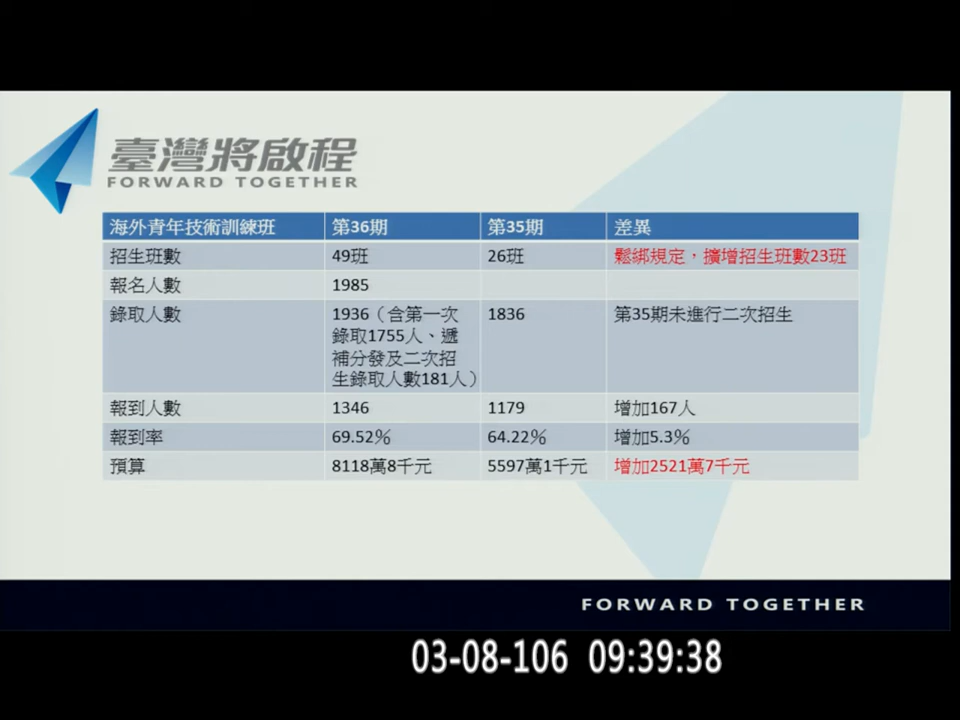 臺灣將啟程
FORWARD TOGETHER
海外青年技術訓練班 第36期 第35期 差異
招生班數 49班 26班 鬆綁規定，擴增招生班數23班
報名人數 1985
錄取人數 1936（含第一次 1836 第35期未進行二次招生
錄取1755人、遞
補分發及二次招
生錄取人數181人）
報到人數 1346 1179 增加167人
報到率 69.52% 64.22% 增加5.3%
預算 8118萬8千元 5597萬1千元 增加2521萬7千元
FORWARD TOGETHER
03-08-106 09:39:38